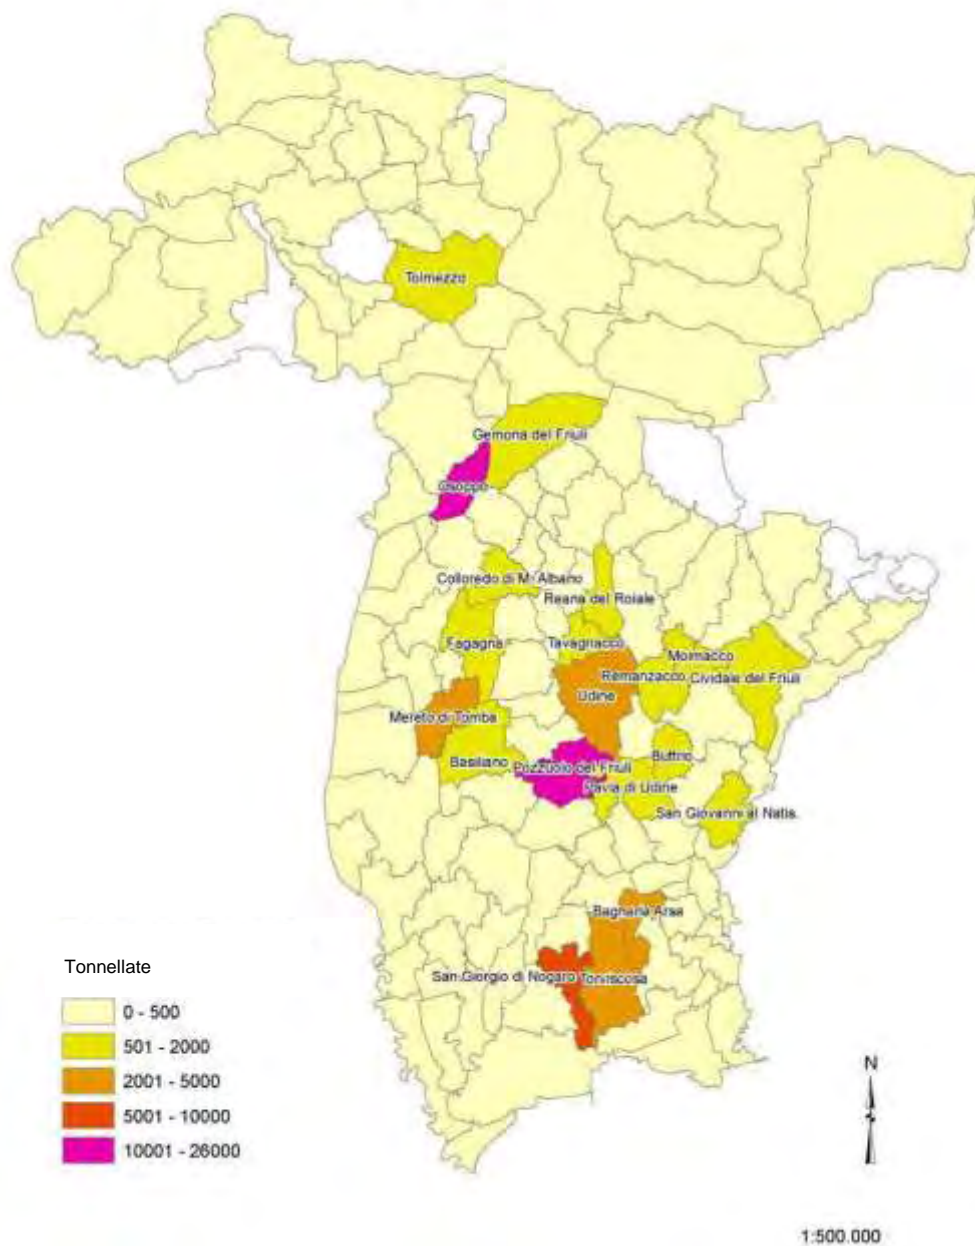 Tolmezzo
Gemona del Friuli
Osoppo
Colloredo di M. Albano
Reana del Roiale
Fagagna
Tavagnacco
Moimacco
Remanzacco
Cividale del Friuli
Udine
Mereto di Tomba
Basiliano
Buttrio
Pozzuolo del Friuli
Pavia di Udine
San Giovanni al Natis.
Bagnaria Arsa
San Giorgio di Nogaro
Torviscosa
Tonnellate
0 - 500
501 - 2000
2001 - 5000
5001 - 10000
10001 - 26000
N
1:500.000